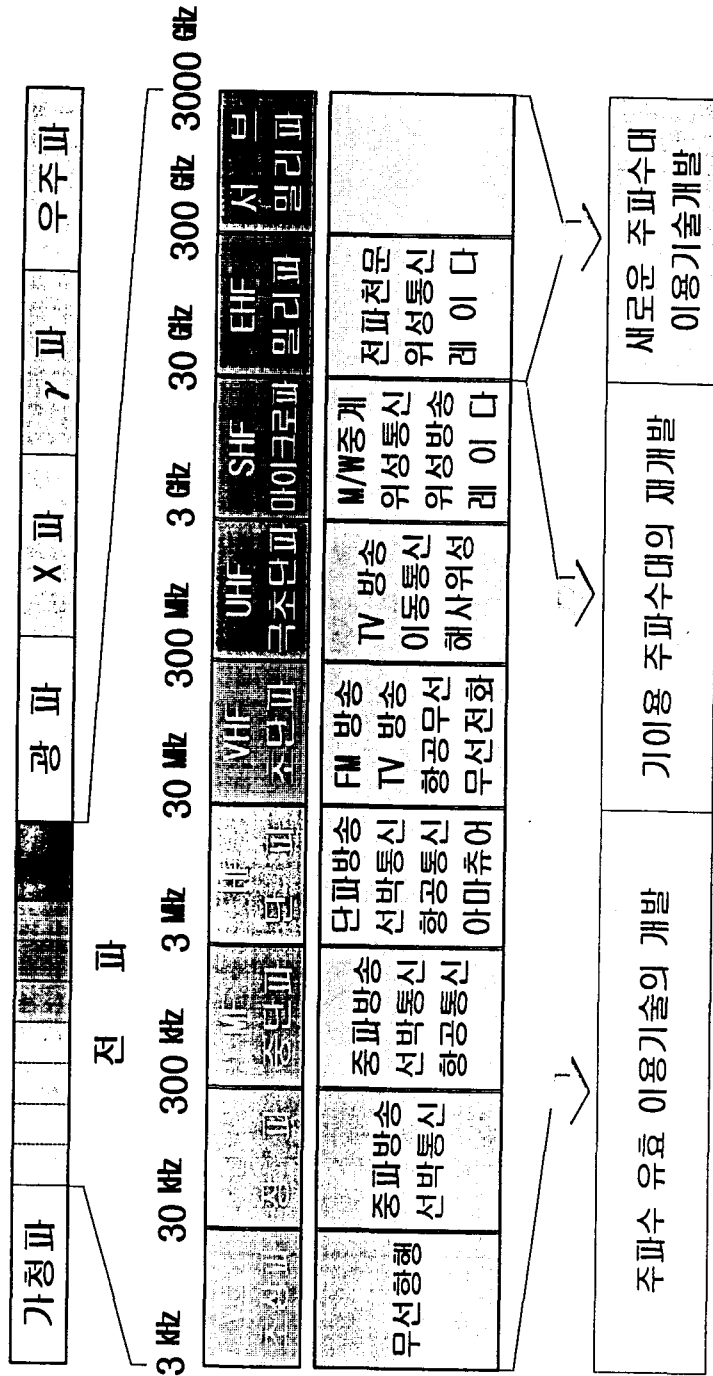 가청파
광 파
X 파
γ 파
우주파
전 파
3 kHz
30 kHz
300 kHz
3 MHz
30 MHz
300 MHz
3 GHz
30 GHz
300 GHz
3000 GHz
장 파
MF
중단파
단 파
VHF
초단파
UHF
극초단파
SHF
마이크로파
EHF
밀리파
서 브
밀리파
무선항행
중파방송
선박통신
중파방송
선박통신
항공통신
단파방송
선박통신
항공통신
아마츄어
FM 방송
TV 방송
항공무선
무선전화
TV 방송
이동통신
해사위성
M/W중계
위성통신
위성방송
레 이 다
전파천문
위성통신
레 이 다
주파수 유효 이용기술의 개발
기이용 주파수대의 재개발
새로운 주파수대
이용기술개발